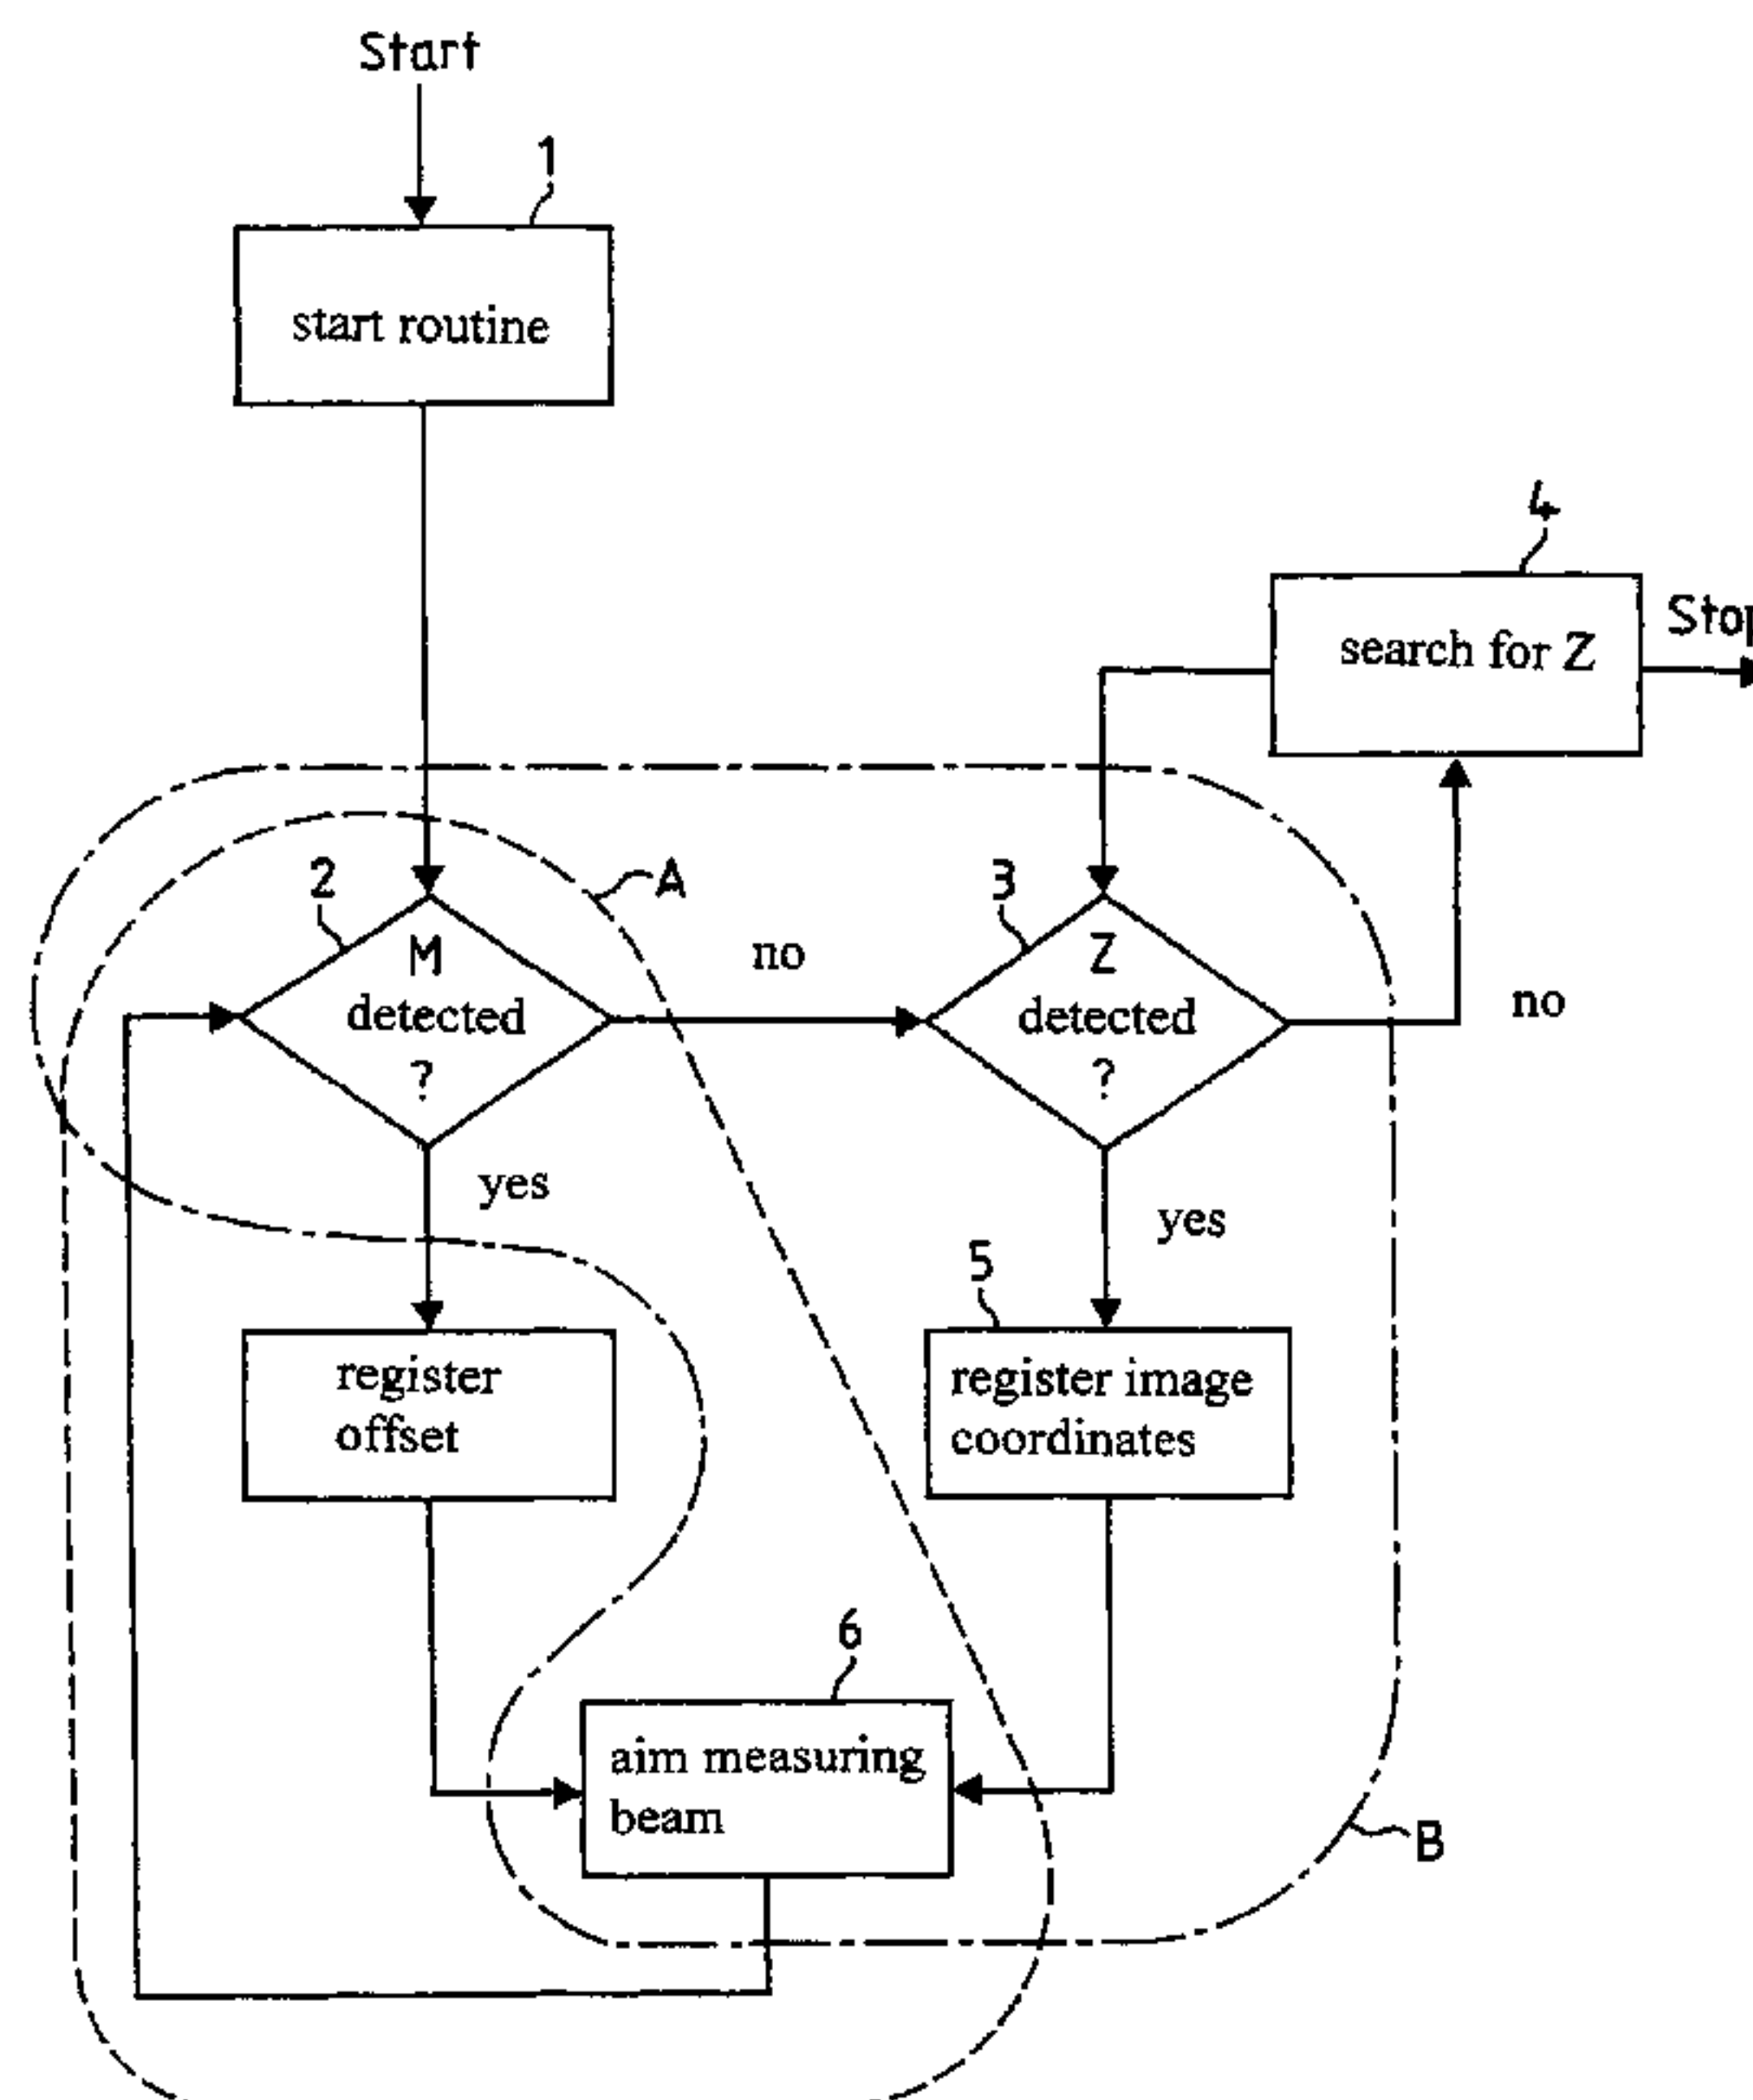 Start
1
start routine
4
search for Z
Stop
2
A
3
M
detected
?
no
Z
detected
?
no
yes
yes
5
register
offset
register image
coordinates
6
aim measuring
beam
B